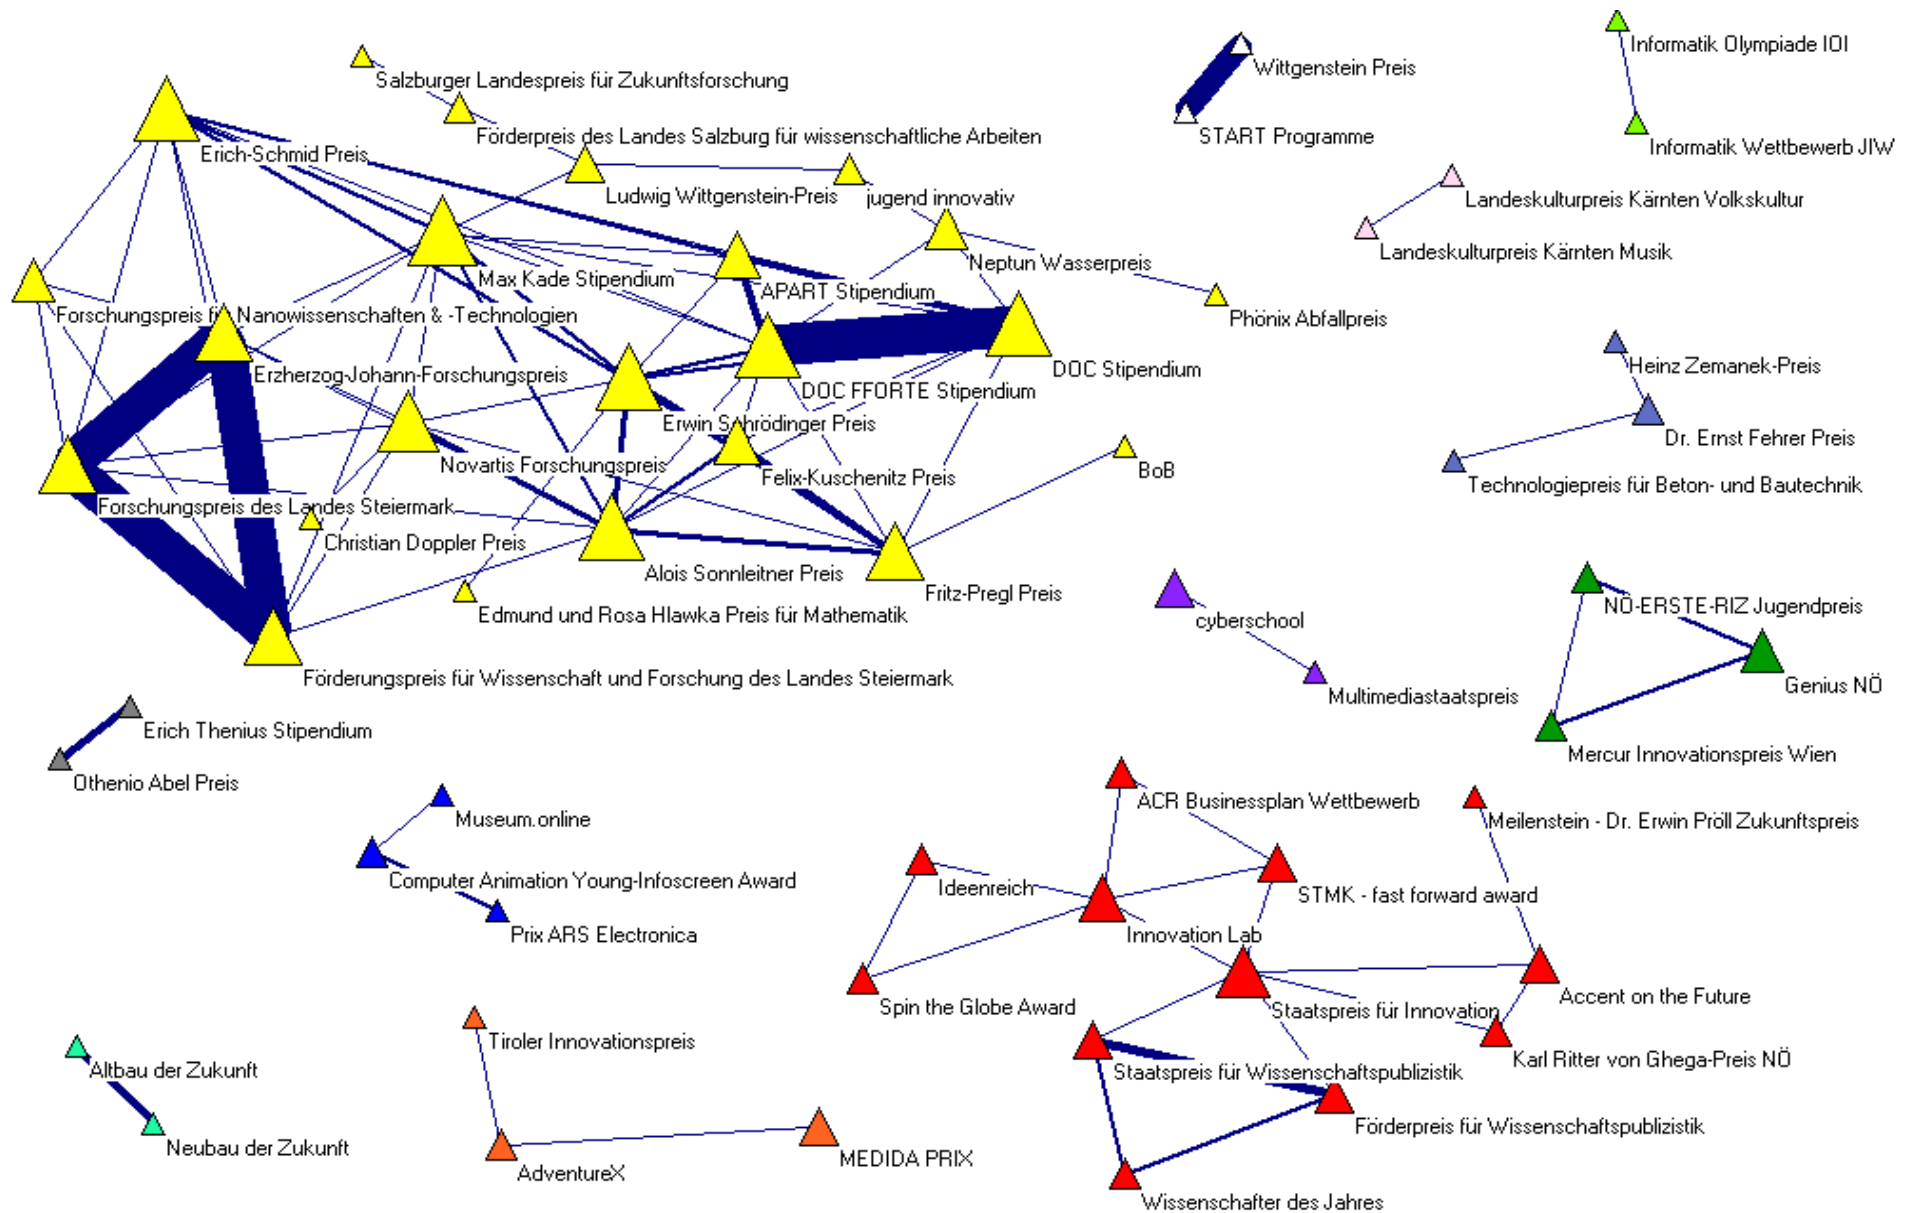 Informatik Olympiade IOI
Wittgenstein Preis
Salzburger Landespreis für Zukunftsforschung
START Programme
Förderpreis des Landes Salzburg für wissenschaftliche Arbeiten
Informatik Wettbewerb JIW
Erich-Schmid Preis
Ludwig Wittgenstein-Preis
jugend innovativ
Landeskulturpreis Kärnten Volkskultur
Landeskulturpreis Kärnten Musik
Neptun Wasserpreis
Max Kade Stipendium
APART Stipendium
Forschungspreis f Nanowissenschaften & -Technologien
Phönix Abfallpreis
Heinz Zemanek-Preis
DOC Stipendium
Erzherzog-Johann-Forschungspreis
DOC FFORTE Stipendium
Erwin Schrödinger Preis
Dr. Ernst Fehrer Preis
Novartis Forschungspreis
BoB
Felix-Kuschenitz Preis
Technologiepreis für Beton- und Bautechnik
Forschungspreis des Landes Steiermark
Christian Doppler Preis
Alois Sonnleitner Preis
Fritz-Pregl Preis
NÖ-ERSTE-RIZ Jugendpreis
Edmund und Rosa Hlawka Preis für Mathematik
cyberschool
Förderungspreis für Wissenschaft und Forschung des Landes Steiermark
Genius NÖ
Multimediastaatspreis
Erich Thenius Stipendium
Mercur Innovationspreis Wien
Othenio Abel Preis
ACR Businessplan Wettbewerb
Museum.online
Meilenstein - Dr. Erwin Pröll Zukunftspreis
Computer Animation Young-Infoscreen Award
Ideenreich
STMK - fast forward award
Prix ARS Electronica
Innovation Lab
Accent on the Future
Spin the Globe Award
Staatspreis für Innovation
Tiroler Innovationspreis
Karl Ritter von Ghega-Preis NÖ
Altbau der Zukunft
Staatspreis für Wissenschaftspublizistik
Förderpreis für Wissenschaftspublizistik
Neubau der Zukunft
MEDIDA PRIX
AdventureX
Wissenschafter des Jahres